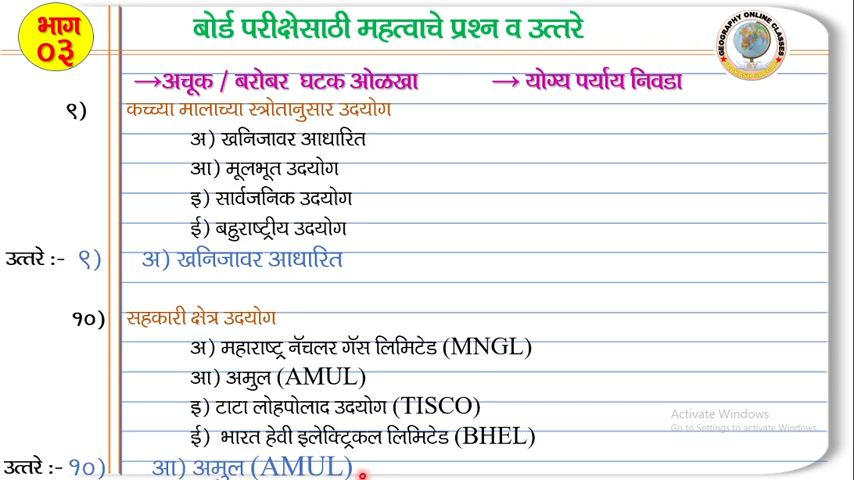 भाग
०३
बोर्ड परीक्षेसाठी महत्वाचे प्रश्न व उत्तरे
GEOGRAPHY ONLINE CLASSES
→अचूक / बरोबर घटक ओळखा → योग्य पर्याय निवडा
९) कच्च्या मालाच्या स्त्रोतानुसार उदयोग
अ) खनिजावर आधारित
आ) मूलभूत उदयोग
इ) सार्वजनिक उदयोग
ई) बहुराष्ट्रीय उदयोग
उत्तरे :- ९) अ) खनिजावर आधारित
१०) सहकारी क्षेत्र उदयोग
अ) महाराष्ट्र नॅचलर गॅस लिमिटेड (MNGL)
आ) अमुल (AMUL)
इ) टाटा लोहपोलाद उदयोग (TISCO)
ई) भारत हेवी इलेक्ट्रिकल लिमिटेड (BHEL)
उत्तरे :- १०) आ) अमुल (AMUL)
Activate Windows
Go to Settings to activate Windows.